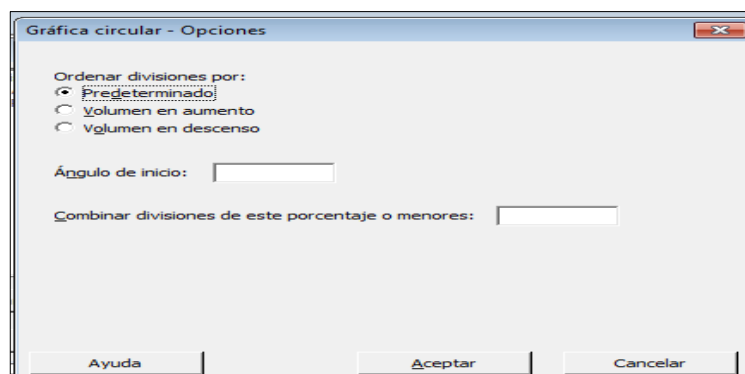 Gráfica circular - Opciones
Ordenar divisiones por:
Predeterminado
Volumen en aumento
Volumen en descenso
Ángulo de inicio:
Combinar divisiones de este porcentaje o menores:
Ayuda Aceptar Cancelar